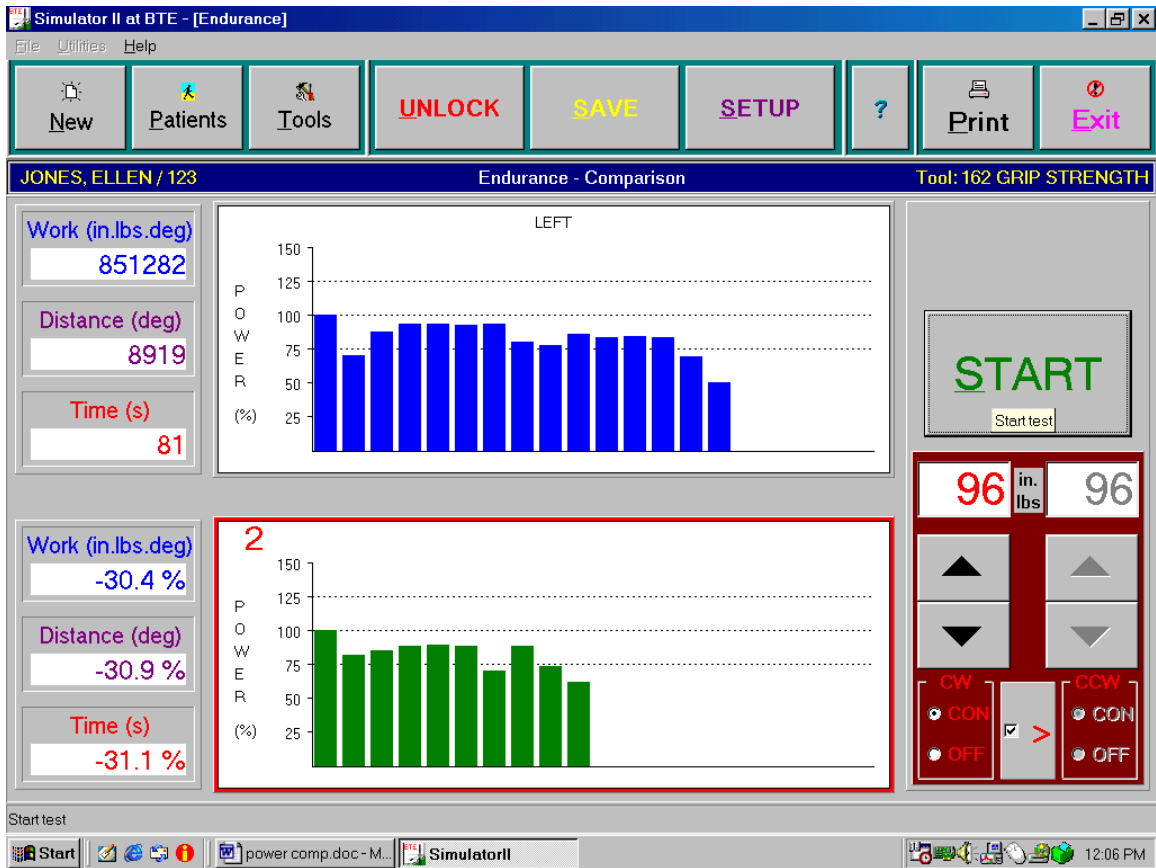 Simulator II at BTE - [Endurance]
File Utilities Help
New Patients Tools UNLOCK SAVE SETUP ? Print Exit
JONES, ELLEN / 123 Endurance - Comparison Tool: 162 GRIP STRENGTH
Work (in.lbs.deg)
851282
Distance (deg)
8919
Time (s)
81
LEFT
POWER (%)
150
125
100
75
50
25
START
Start test
96 in. lbs 96
Work (in.lbs.deg)
-30.4 %
Distance (deg)
-30.9 %
Time (s)
-31.1 %
2
POWER (%)
150
125
100
75
50
25
CW > CCW
CON CON
OFF OFF
Start test
Start power comp.doc - M... SimulatorII 12:06 PM